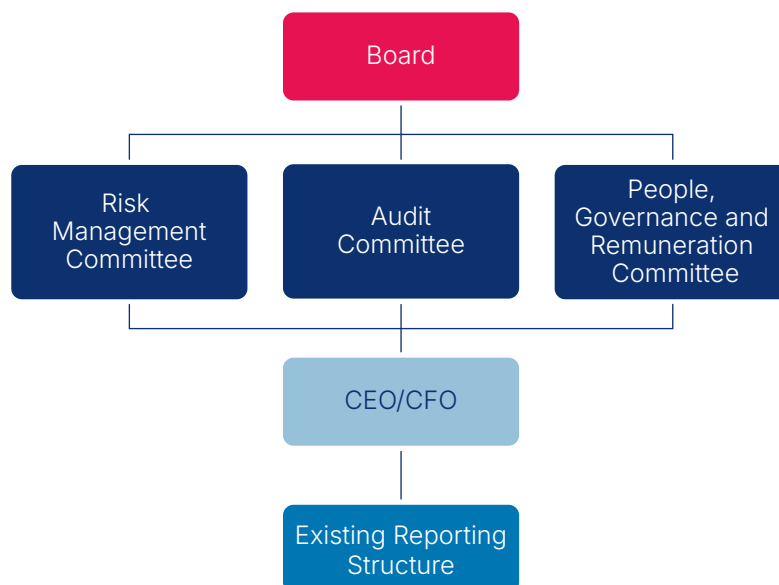 Board
Risk
Management
Committee
Audit
Committee
People,
Governance and
Remuneration
Committee
CEO/CFO
Existing Reporting
Structure